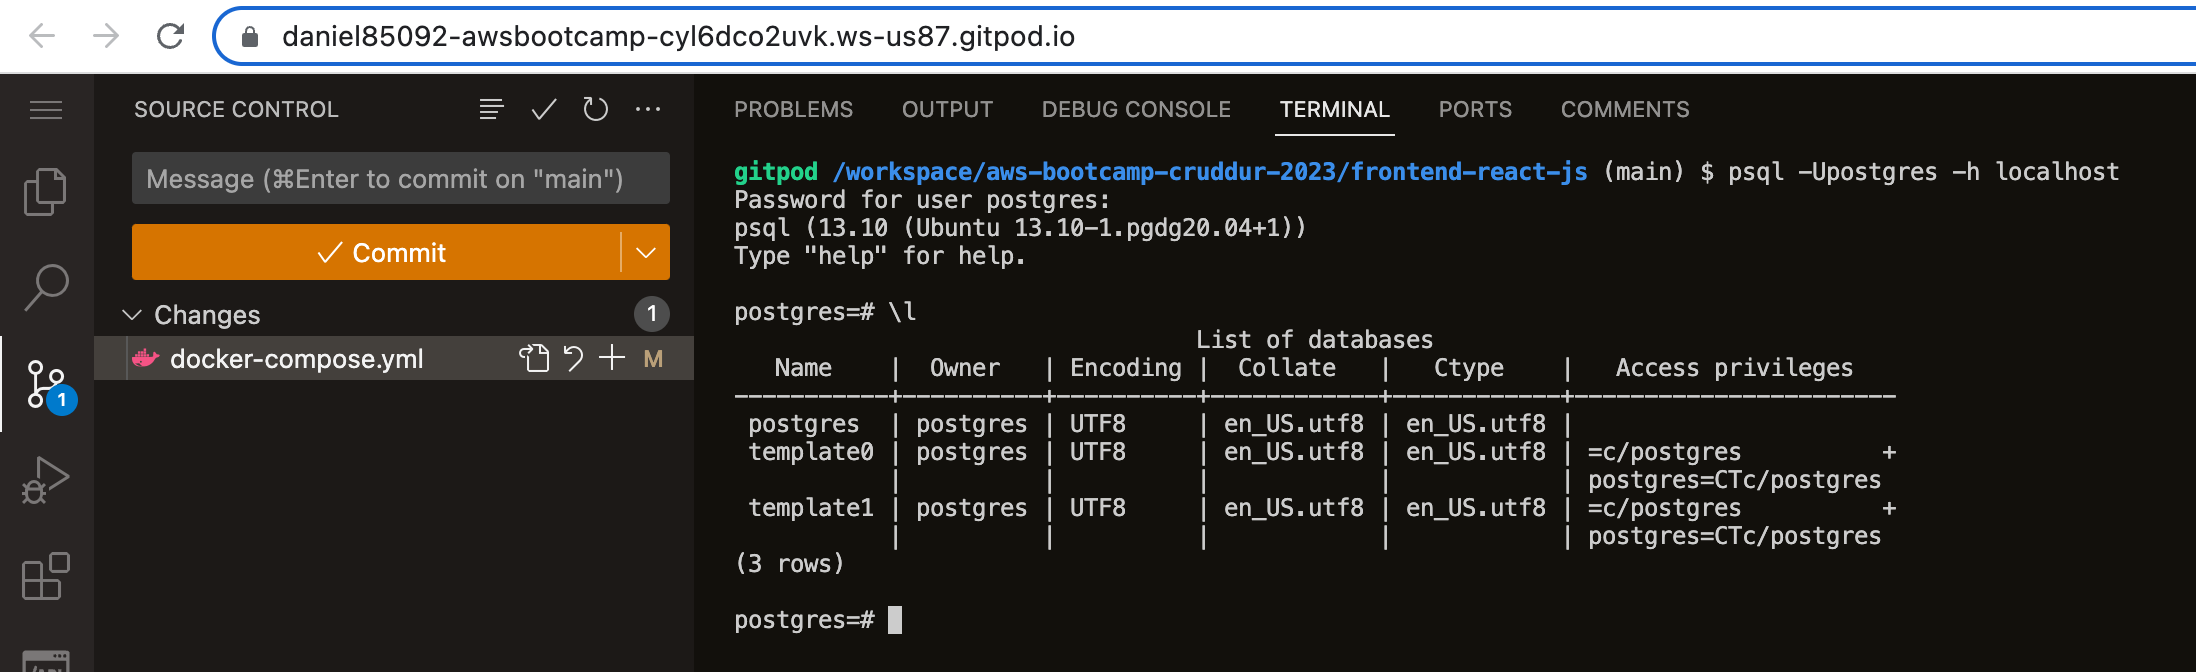 daniel85092-awsbootcamp-cyl6dco2uvk.ws-us87.gitpod.io
SOURCE CONTROL
Message (⌘Enter to commit on "main")
Commit
Changes
1
docker-compose.yml
M
1
PROBLEMS OUTPUT DEBUG CONSOLE TERMINAL PORTS COMMENTS
gitpod /workspace/aws-bootcamp-cruddur-2023/frontend-react-js (main) $ psql -Upostgres -h localhost
Password for user postgres:
psql (13.10 (Ubuntu 13.10-1.pgdg20.04+1))
Type "help" for help.
postgres=# \l
                                 List of databases
   Name    |  Owner   | Encoding |  Collate   |   Ctype    |   Access privileges
-----------+----------+----------+------------+------------+-----------------------
 postgres  | postgres | UTF8     | en_US.utf8 | en_US.utf8 |
 template0 | postgres | UTF8     | en_US.utf8 | en_US.utf8 | =c/postgres          +
           |          |          |            |            | postgres=CTc/postgres
 template1 | postgres | UTF8     | en_US.utf8 | en_US.utf8 | =c/postgres          +
           |          |          |            |            | postgres=CTc/postgres
(3 rows)
postgres=#